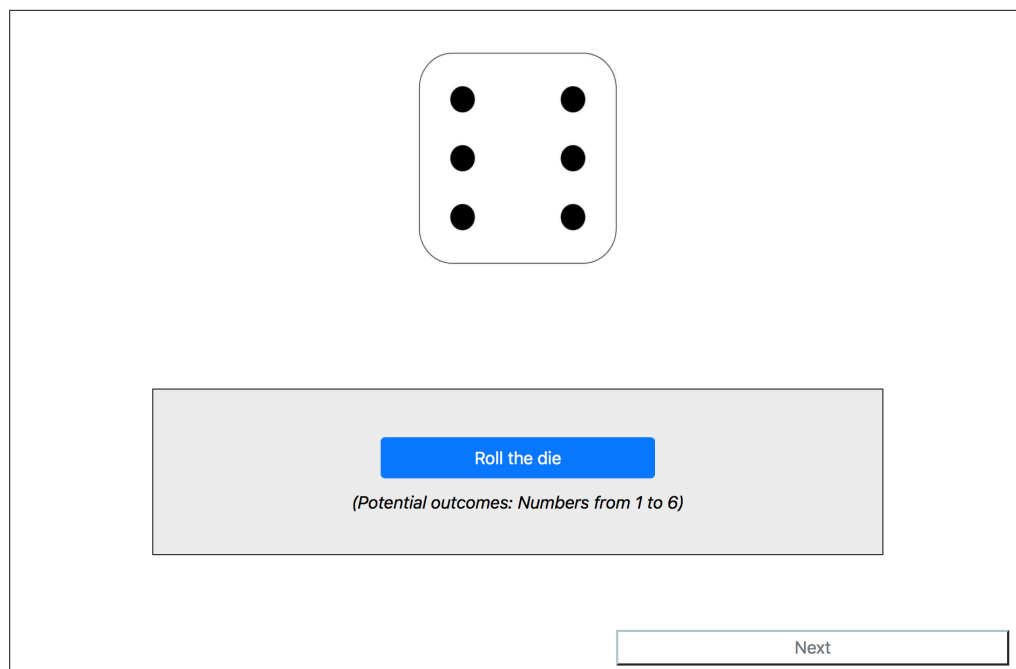 Roll the die
(Potential outcomes: Numbers from 1 to 6)
Next